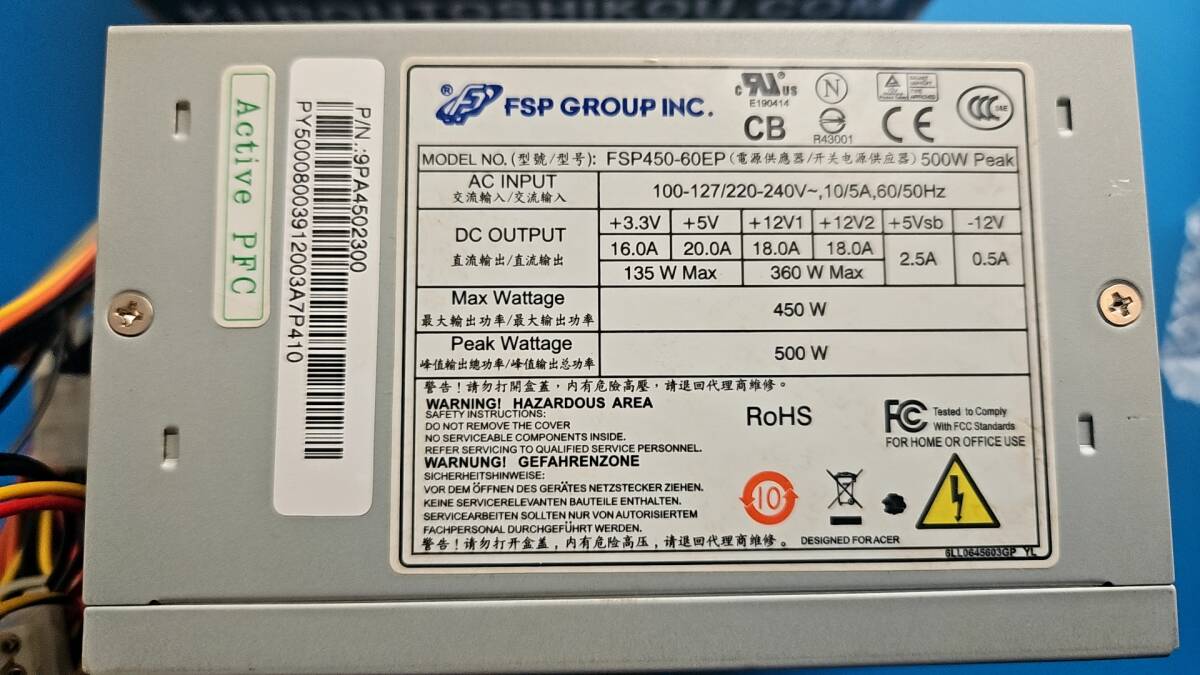 KUROUTOSHIKOU.COM
Active PFC
P/N.:9PA4502300
PY5000800391203A7P410
® FSP GROUP INC.
c RU® US
E190414
CB
N
R43001
CE
CCC
MODEL NO. (型號/型号): FSP450-60EP (電源供應器/开关电源供应器) 500W Peak
AC INPUT
交流輸入/交流输入
100-127/220-240V~,10/5A,60/50Hz
DC OUTPUT
直流輸出/直流输出
+3.3V +5V +12V1 +12V2 +5Vsb -12V
16.0A 20.0A 18.0A 18.0A 2.5A 0.5A
135 W Max 360 W Max
Max Wattage
最大輸出功率/最大输出功率
450 W
Peak Wattage
峰值輸出總功率/峰值输出总功率
500 W
警告!請勿打開盒蓋,內有危險高壓,請退回代理商維修。
WARNING! HAZARDOUS AREA
SAFETY INSTRUCTIONS:
DO NOT REMOVE THE COVER
NO SERVICEABLE COMPONENTS INSIDE.
REFER SERVICING TO QUALIFIED SERVICE PERSONNEL.
WARNUNG! GEFAHRENZONE
SICHERHEITSHINWEISE:
VOR DEM ÖFFNEN DES GERÄTES NETZSTECKER ZIEHEN.
KEINE SERVICERELEVANTEN BAUTEILE ENTHALTEN.
SERVICEARBEITEN SOLLTEN NUR VON AUTORISIERTEM
FACHPERSONAL DURCHGEFÜHRT WERDEN.
警告!请勿打开盒盖,内有危险高压,请退回代理商维修。
RoHS
FC Tested to Comply
With FCC Standards
FOR HOME OR OFFICE USE
10
DESIGNED FOR ACER
6LL0645603GP YL